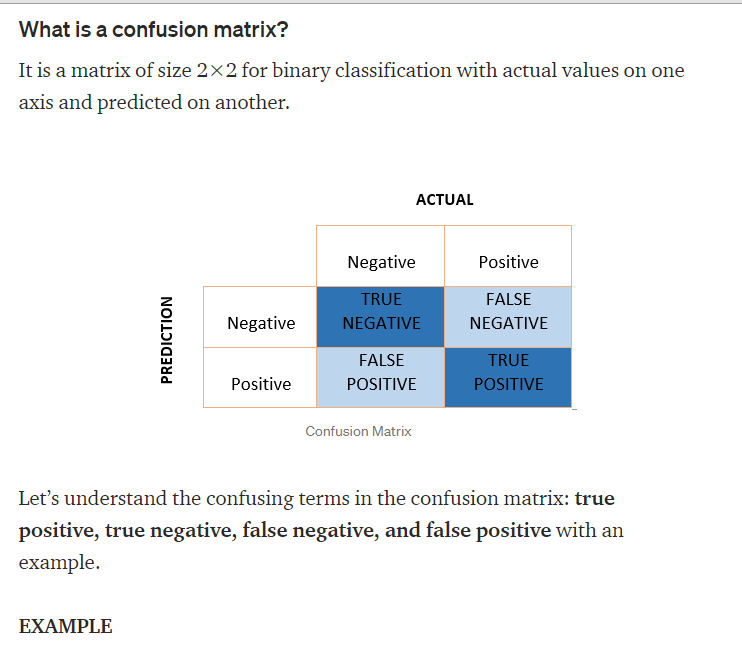 What is a confusion matrix?
It is a matrix of size 2×2 for binary classification with actual values on one
axis and predicted on another.
ACTUAL
Negative Positive
PREDICTION
Negative TRUE NEGATIVE FALSE NEGATIVE
Positive FALSE POSITIVE TRUE POSITIVE
Confusion Matrix
Let’s understand the confusing terms in the confusion matrix: true
positive, true negative, false negative, and false positive with an
example.
EXAMPLE